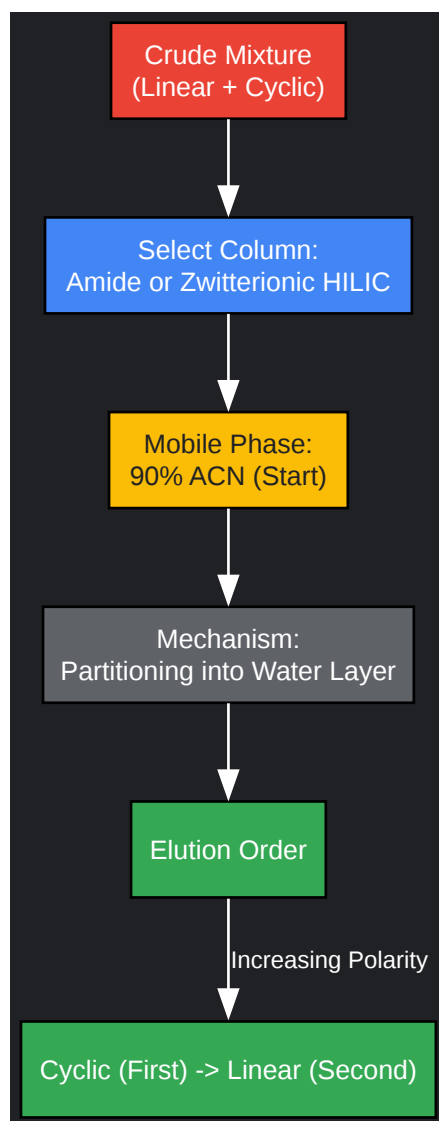 Crude Mixture
(Linear + Cyclic)
Select Column:
Amide or Zwitterionic HILIC
Mobile Phase:
90% ACN (Start)
Mechanism:
Partitioning into Water Layer
Elution Order
Increasing Polarity
Cyclic (First) -> Linear (Second)